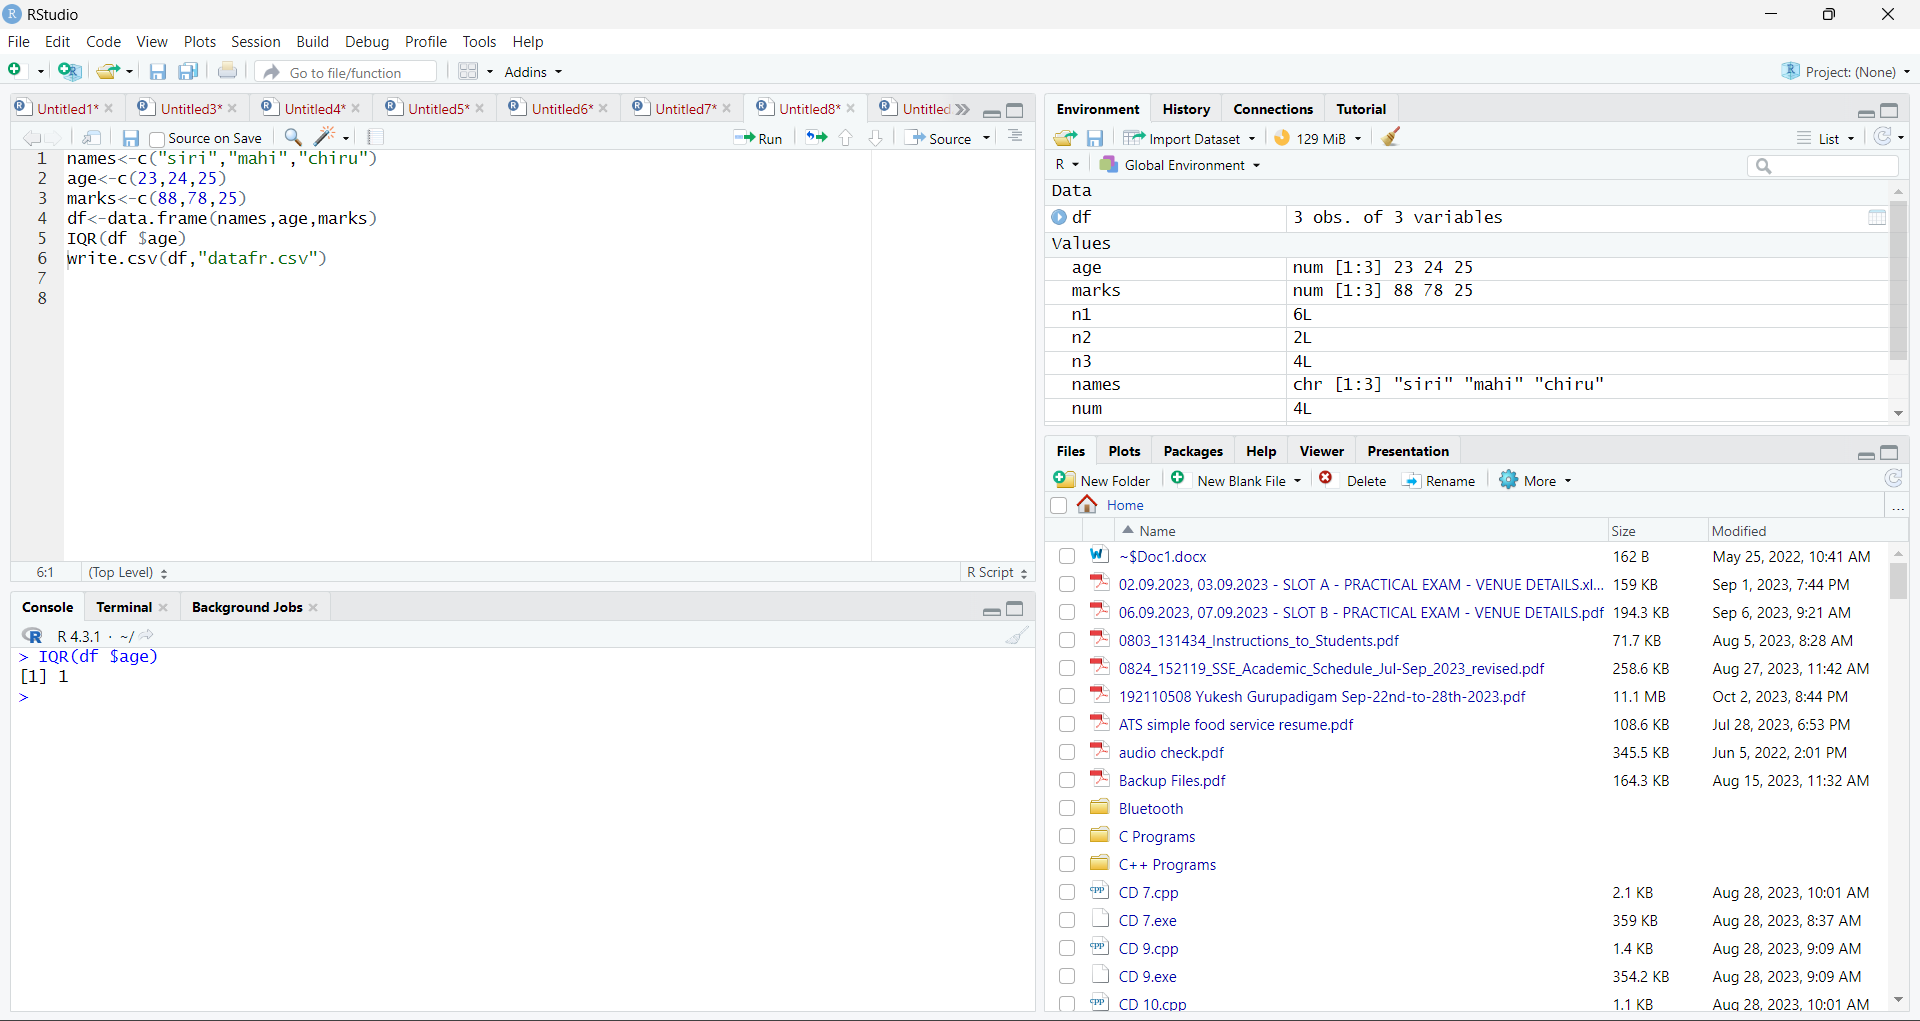 RStudio
File Edit Code View Plots Session Build Debug Profile Tools Help
Go to file/function Addins Project: (None)
Untitled1* Untitled3* Untitled4* Untitled5* Untitled6* Untitled7* Untitled8* Untitled
Source on Save Run Source
1 names<-c("siri","mahi","chiru")
2 age<-c(23,24,25)
3 marks<-c(88,78,25)
4 df<-data.frame(names,age,marks)
5 IQR(df $age)
6 write.csv(df,"datafr.csv")
7
8
6:1 (Top Level) R Script
Console Terminal Background Jobs
R 4.3.1 · ~/
> IQR(df $age)
[1] 1
>
Environment History Connections Tutorial
Import Dataset 129 MiB List
R Global Environment
Data
df 3 obs. of 3 variables
Values
age num [1:3] 23 24 25
marks num [1:3] 88 78 25
n1 6L
n2 2L
n3 4L
names chr [1:3] "siri" "mahi" "chiru"
num 4L
Files Plots Packages Help Viewer Presentation
New Folder New Blank File Delete Rename More
Home ...
Name Size Modified
~$Doc1.docx 162 B May 25, 2022, 10:41 AM
02.09.2023, 03.09.2023 - SLOT A - PRACTICAL EXAM - VENUE DETAILS.xl... 159 KB Sep 1, 2023, 7:44 PM
06.09.2023, 07.09.2023 - SLOT B - PRACTICAL EXAM - VENUE DETAILS.pdf 194.3 KB Sep 6, 2023, 9:21 AM
0803_131434_Instructions_to_Students.pdf 71.7 KB Aug 5, 2023, 8:28 AM
0824_152119_SSE_Academic_Schedule_Jul-Sep_2023_revised.pdf 258.6 KB Aug 27, 2023, 11:42 AM
192110508 Yukesh Gurupadigam Sep-22nd-to-28th-2023.pdf 11.1 MB Oct 2, 2023, 8:44 PM
ATS simple food service resume.pdf 108.6 KB Jul 28, 2023, 6:53 PM
audio check.pdf 345.5 KB Jun 5, 2022, 2:01 PM
Backup Files.pdf 164.3 KB Aug 15, 2023, 11:32 AM
Bluetooth
C Programs
C++ Programs
CD 7.cpp 2.1 KB Aug 28, 2023, 10:01 AM
CD 7.exe 359 KB Aug 28, 2023, 8:37 AM
CD 9.cpp 1.4 KB Aug 28, 2023, 9:09 AM
CD 9.exe 354.2 KB Aug 28, 2023, 9:09 AM
CD 10.cpp 1.1 KB Aug 28, 2023, 10:01 AM